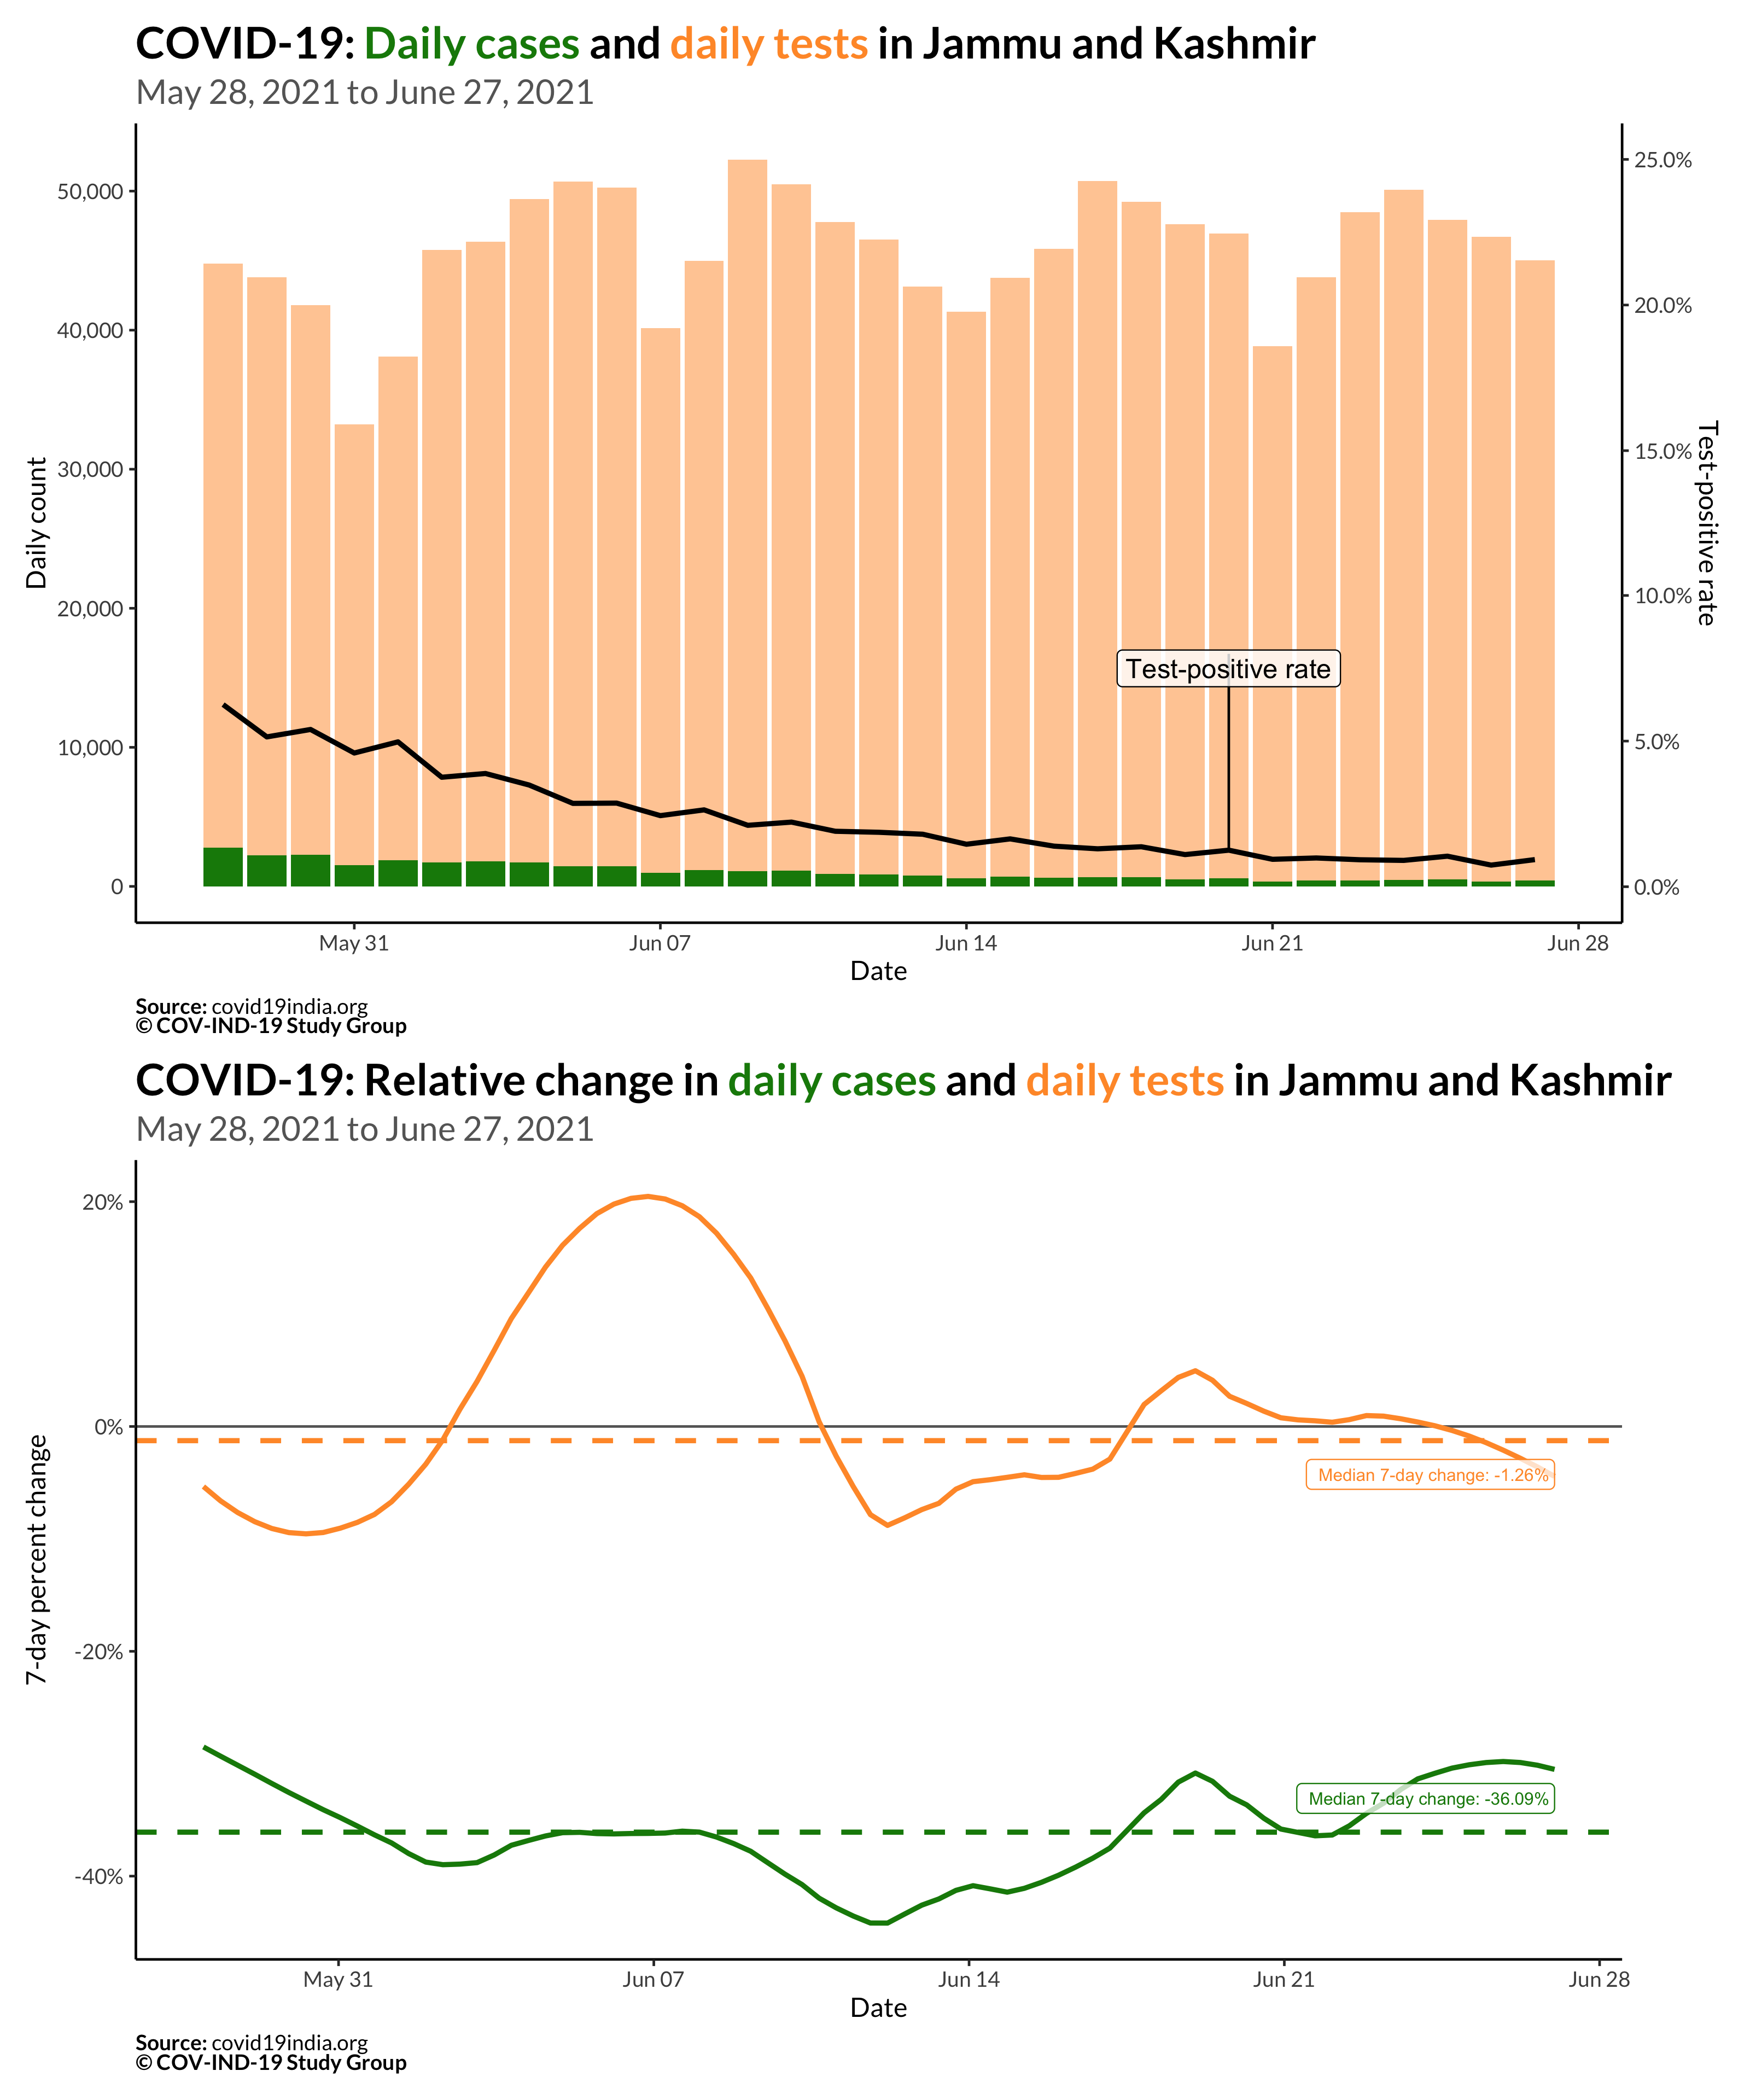 COVID-19: Daily cases and daily tests in Jammu and Kashmir
May 28, 2021 to June 27, 2021
50,000
40,000
30,000
20,000
10,000
0
Daily count
25.0%
20.0%
15.0%
10.0%
5.0%
0.0%
Test-positive rate
Test-positive rate
May 31
Jun 07
Jun 14
Jun 21
Jun 28
Date
Source: covid19india.org
© COV-IND-19 Study Group
COVID-19: Relative change in daily cases and daily tests in Jammu and Kashmir
May 28, 2021 to June 27, 2021
20%
0%
-20%
-40%
7-day percent change
Median 7-day change: -1.26%
Median 7-day change: -36.09%
May 31
Jun 07
Jun 14
Jun 21
Jun 28
Date
Source: covid19india.org
© COV-IND-19 Study Group